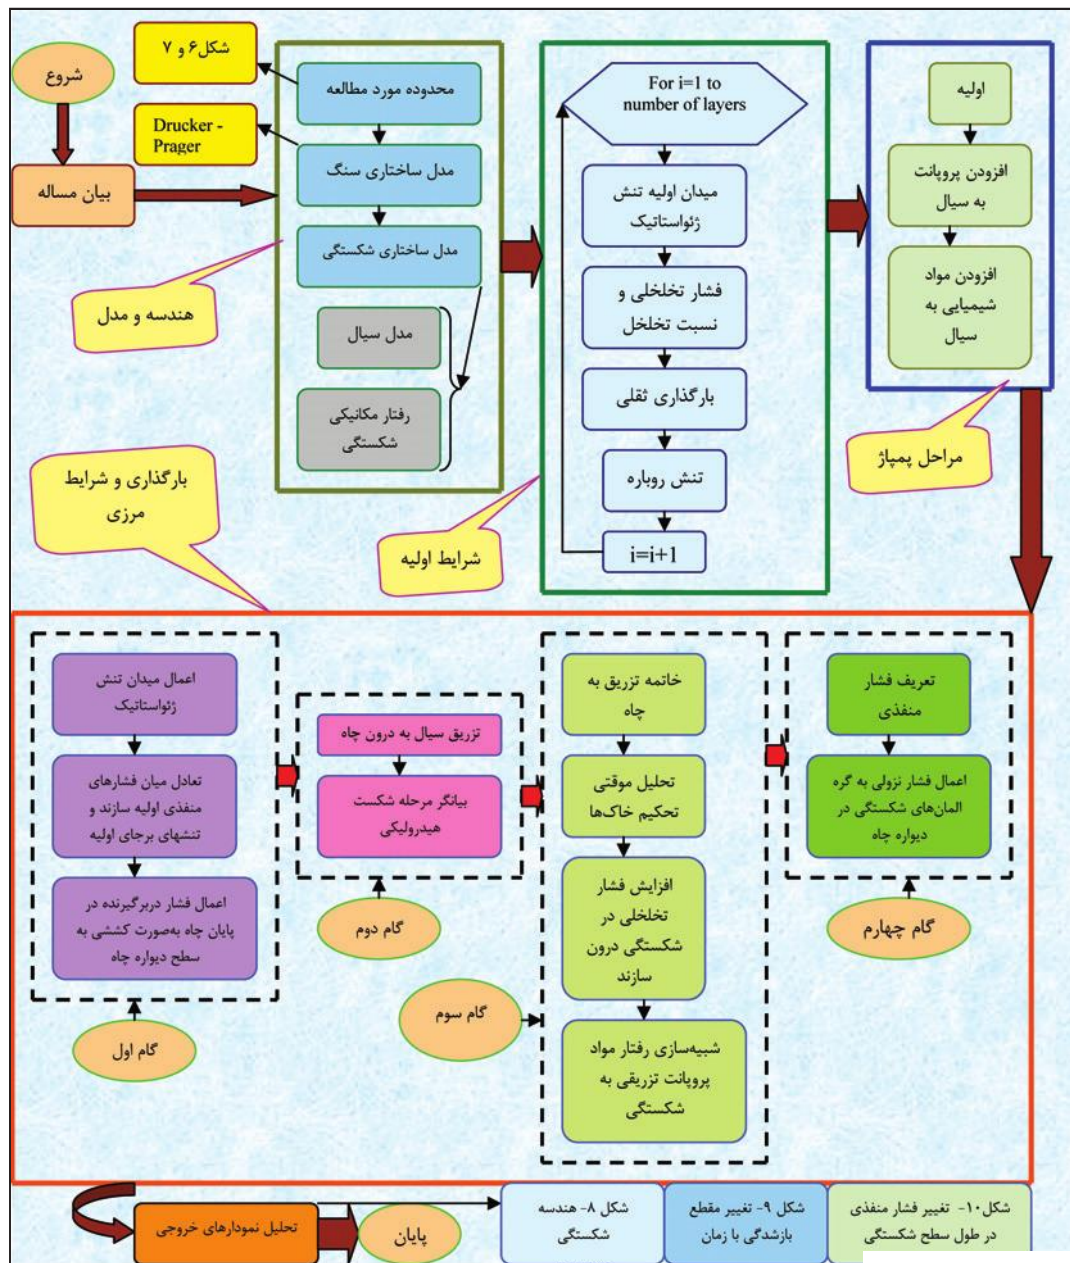 شروع
بیان مساله
شکل۶ و ۷
Drucker -
Prager
محدوده مورد مطالعه
مدل ساختاری سنگ
مدل ساختاری شکستگی
مدل سیال
رفتار مکانیکی
شکستگی
هندسه و مدل
For i=1 to
number of layers
میدان اولیه تنش
ژئواستاتیک
فشار تخلخلی و
نسبت تخلخل
بارگذاری ثقلی
تنش روباره
i=i+1
شرایط اولیه
اولیه
افزودن پروپانت
به سیال
افزودن مواد
شیمیایی به
سیال
مراحل پمپاژ
بارگذاری و شرایط
مرزی
اعمال میدان تنش
ژئواستاتیک
تعادل میان فشارهای
منفذی اولیه سازند و
تنشهای برجای اولیه
اعمال فشار دربرگیرنده در
پایان چاه به‌صورت کششی به
سطح دیواره چاه
گام اول
تزریق سیال به درون چاه
بیانگر مرحله شکست
هیدرولیکی
گام دوم
خاتمه تزریق به
چاه
تحلیل موقتی
تحکیم خاک‌ها
افزایش فشار
تخلخلی در
شکستگی درون
سازند
شبیه‌سازی رفتار مواد
پروپانت تزریقی به
شکستگی
گام سوم
تعریف فشار
منفذی
اعمال فشار نزولی به گره
المان‌های شکستگی در
دیواره چاه
گام چهارم
تحلیل نمودارهای خروجی
پایان
شکل ۸- هندسه
شکستگی
شکل ۹- تغییر مقطع
بازشدگی با زمان
شکل۱۰- تغییر فشار منفذی
در طول سطح شکستگی